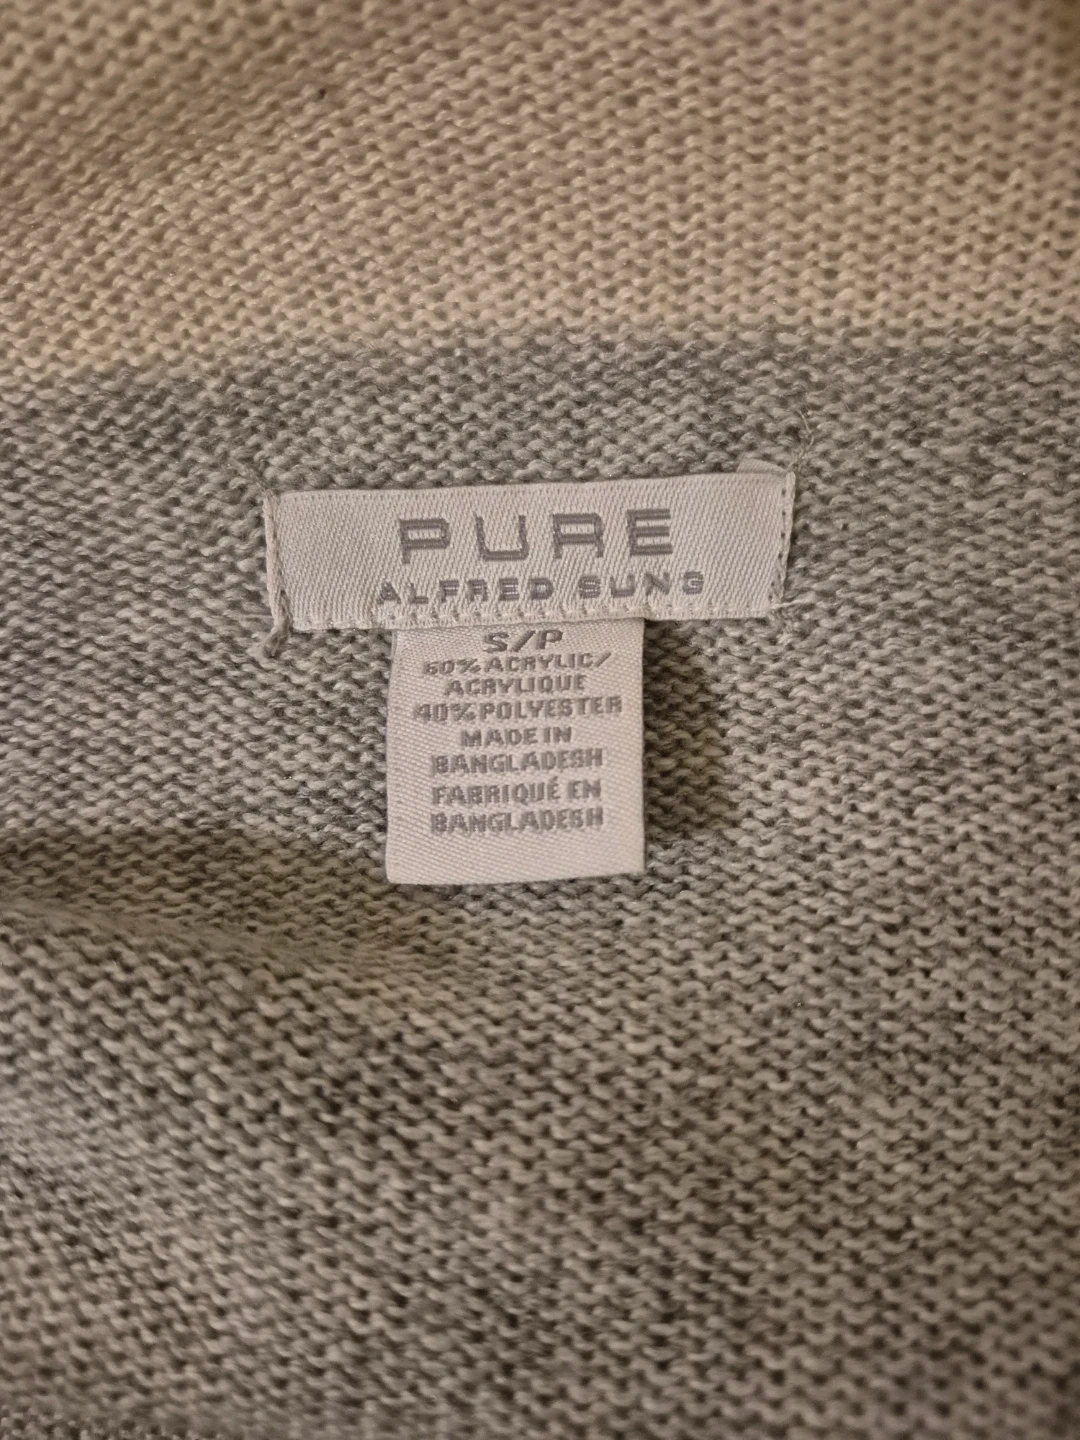 PURE
ALFRED SUNG
S/P
60% ACRYLIC/
ACRYLIQUE
40% POLYESTER
MADE IN
BANGLADESH
FABRIQUÉ EN
BANGLADESH